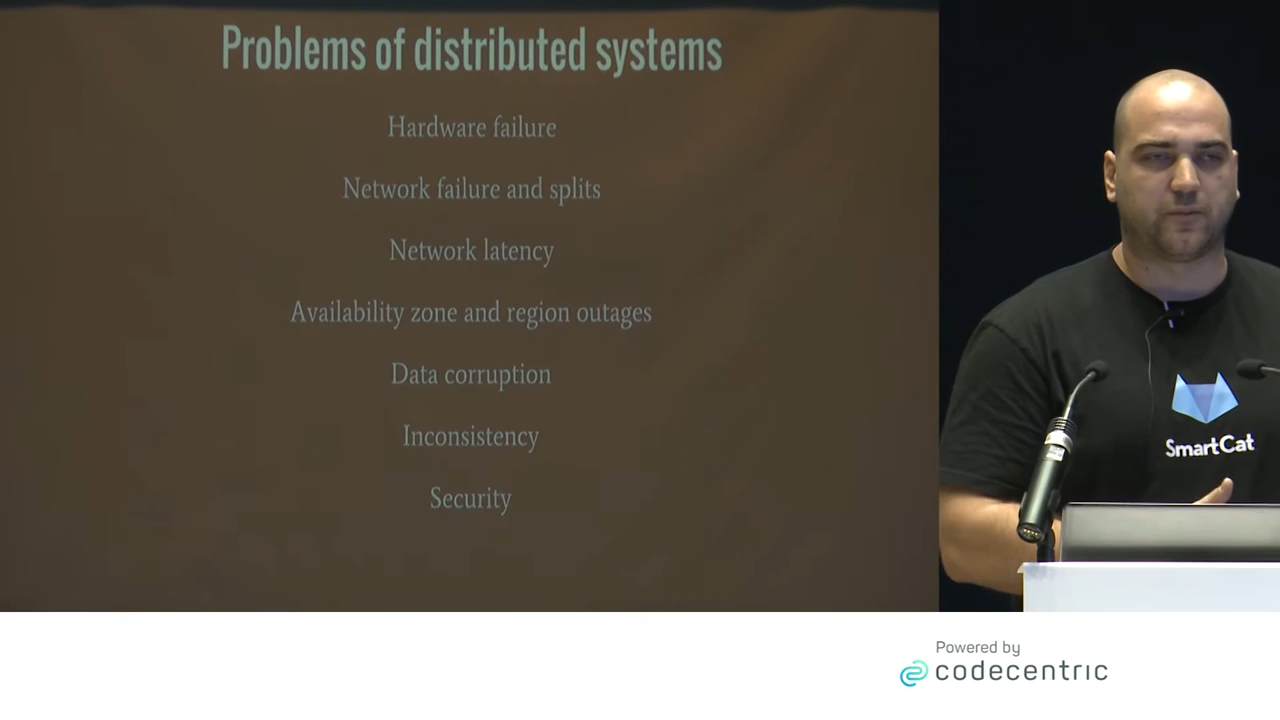 Problems of distributed systems
Hardware failure
Network failure and splits
Network latency
Availability zone and region outages
Data corruption
Inconsistency
Security
SmartCat
Powered by
codecentric